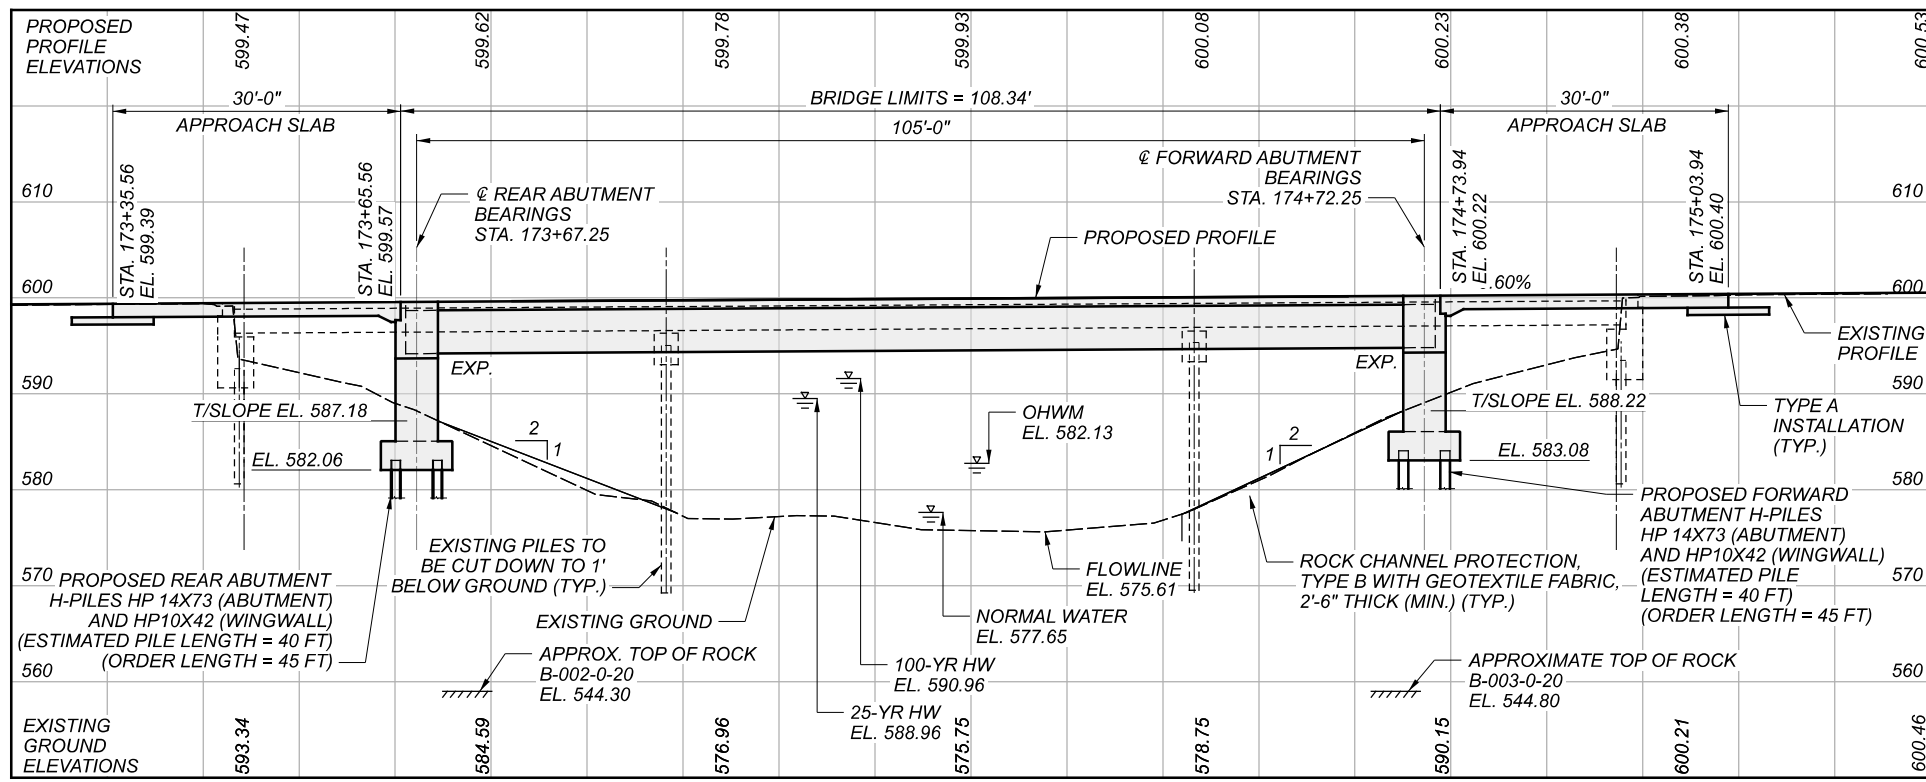 PROPOSED
PROFILE
ELEVATIONS
599.47
599.62
599.78
599.93
600.08
600.23
600.38
600.53
30'-0"
APPROACH SLAB
BRIDGE LIMITS = 108.34'
105'-0"
30'-0"
APPROACH SLAB
STA. 173+35.56
EL. 599.39
STA. 173+65.56
EL. 599.57
℄ REAR ABUTMENT
BEARINGS
STA. 173+67.25
℄ FORWARD ABUTMENT
BEARINGS
STA. 174+72.25
STA. 174+73.94
EL. 600.22
STA. 175+03.94
EL. 600.40
PROPOSED PROFILE
.60%
610
610
600
600
590
590
580
580
570
570
560
560
EXISTING
PROFILE
EXP.
EXP.
T/SLOPE EL. 587.18
T/SLOPE EL. 588.22
EL. 582.06
EL. 583.08
2
1
2
1
OHWM
EL. 582.13
TYPE A
INSTALLATION
(TYP.)
PROPOSED REAR ABUTMENT
H-PILES HP 14X73 (ABUTMENT)
AND HP10X42 (WINGWALL)
(ESTIMATED PILE LENGTH = 40 FT)
(ORDER LENGTH = 45 FT)
EXISTING PILES TO
BE CUT DOWN TO 1'
BELOW GROUND (TYP.)
EXISTING GROUND
FLOWLINE
EL. 575.61
NORMAL WATER
EL. 577.65
100-YR HW
EL. 590.96
25-YR HW
EL. 588.96
ROCK CHANNEL PROTECTION,
TYPE B WITH GEOTEXTILE FABRIC,
2'-6" THICK (MIN.) (TYP.)
PROPOSED FORWARD
ABUTMENT H-PILES
HP 14X73 (ABUTMENT)
AND HP10X42 (WINGWALL)
(ESTIMATED PILE
LENGTH = 40 FT)
(ORDER LENGTH = 45 FT)
APPROX. TOP OF ROCK
B-002-0-20
EL. 544.30
APPROXIMATE TOP OF ROCK
B-003-0-20
EL. 544.80
EXISTING
GROUND
ELEVATIONS
593.34
584.59
576.96
575.75
578.75
590.15
600.21
600.46